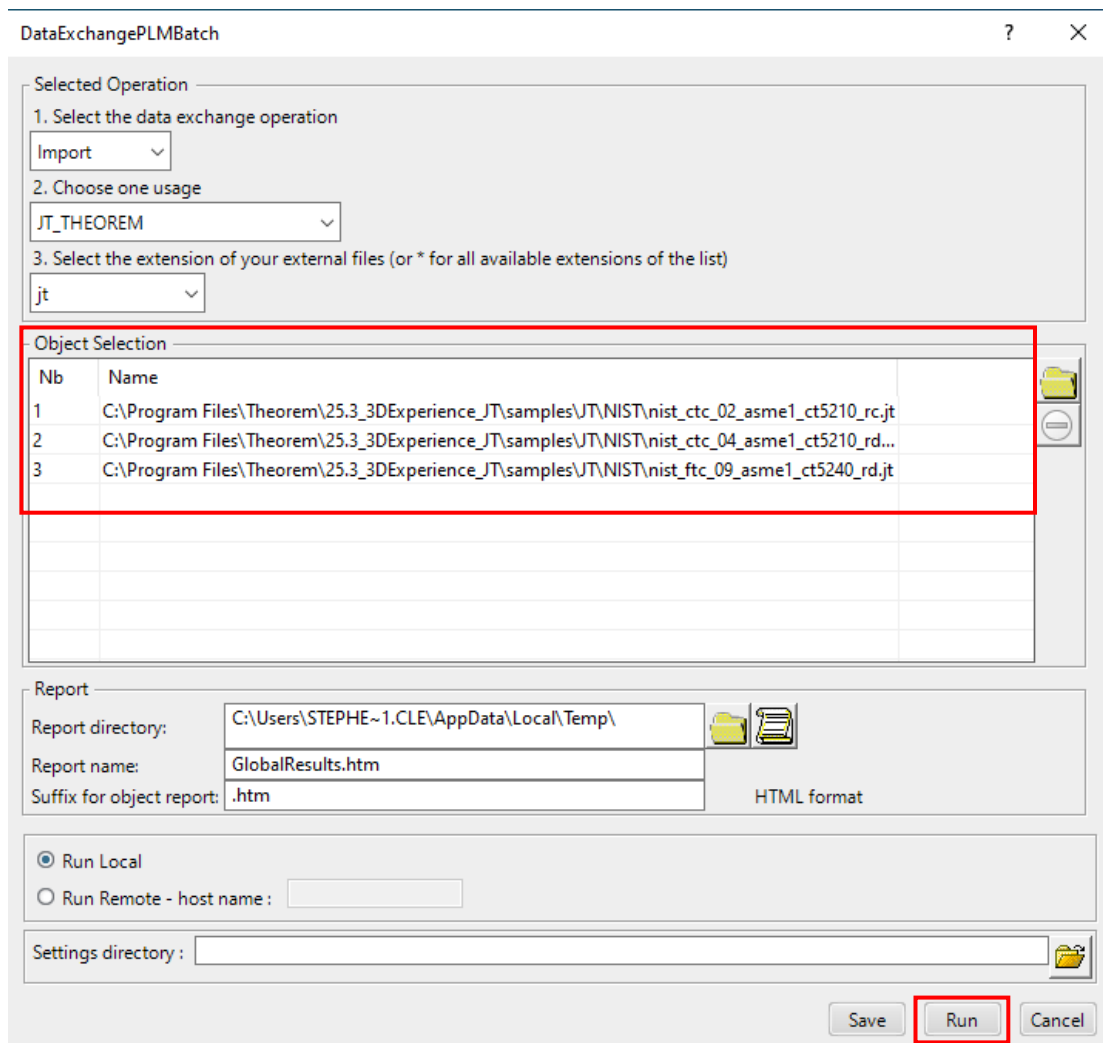 DataExchangePLMBatch ?
Selected Operation
1. Select the data exchange operation
Import
2. Choose one usage
JT_THEOREM
3. Select the extension of your external files (or * for all available extensions of the list)
jt
Object Selection
Nb Name
1 C:\Program Files\Theorem\25.3_3DExperience_JT\samples\JT\NIST\nist_ctc_02_asme1_ct5210_rc.jt
2 C:\Program Files\Theorem\25.3_3DExperience_JT\samples\JT\NIST\nist_ctc_04_asme1_ct5210_rd...
3 C:\Program Files\Theorem\25.3_3DExperience_JT\samples\JT\NIST\nist_ftc_09_asme1_ct5240_rd.jt
Report
Report directory: C:\Users\STEPHE~1.CLE\AppData\Local\Temp\
Report name: GlobalResults.htm
Suffix for object report: .htm HTML format
Run Local
Run Remote - host name :
Settings directory :
Save Run Cancel